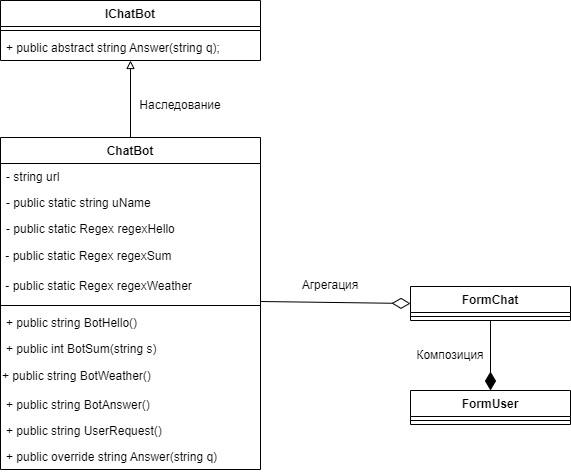 IChatBot
+ public abstract string Answer(string q);
Наследование
ChatBot
- string url
- public static string uName
- public static Regex regexHello
- public static Regex regexSum
- public static Regex regexWeather
+ public string BotHello()
+ public int BotSum(string s)
+ public string BotWeather()
+ public string BotAnswer()
+ public string UserRequest()
+ public override string Answer(string q)
Агрегация
FormChat
Композиция
FormUser